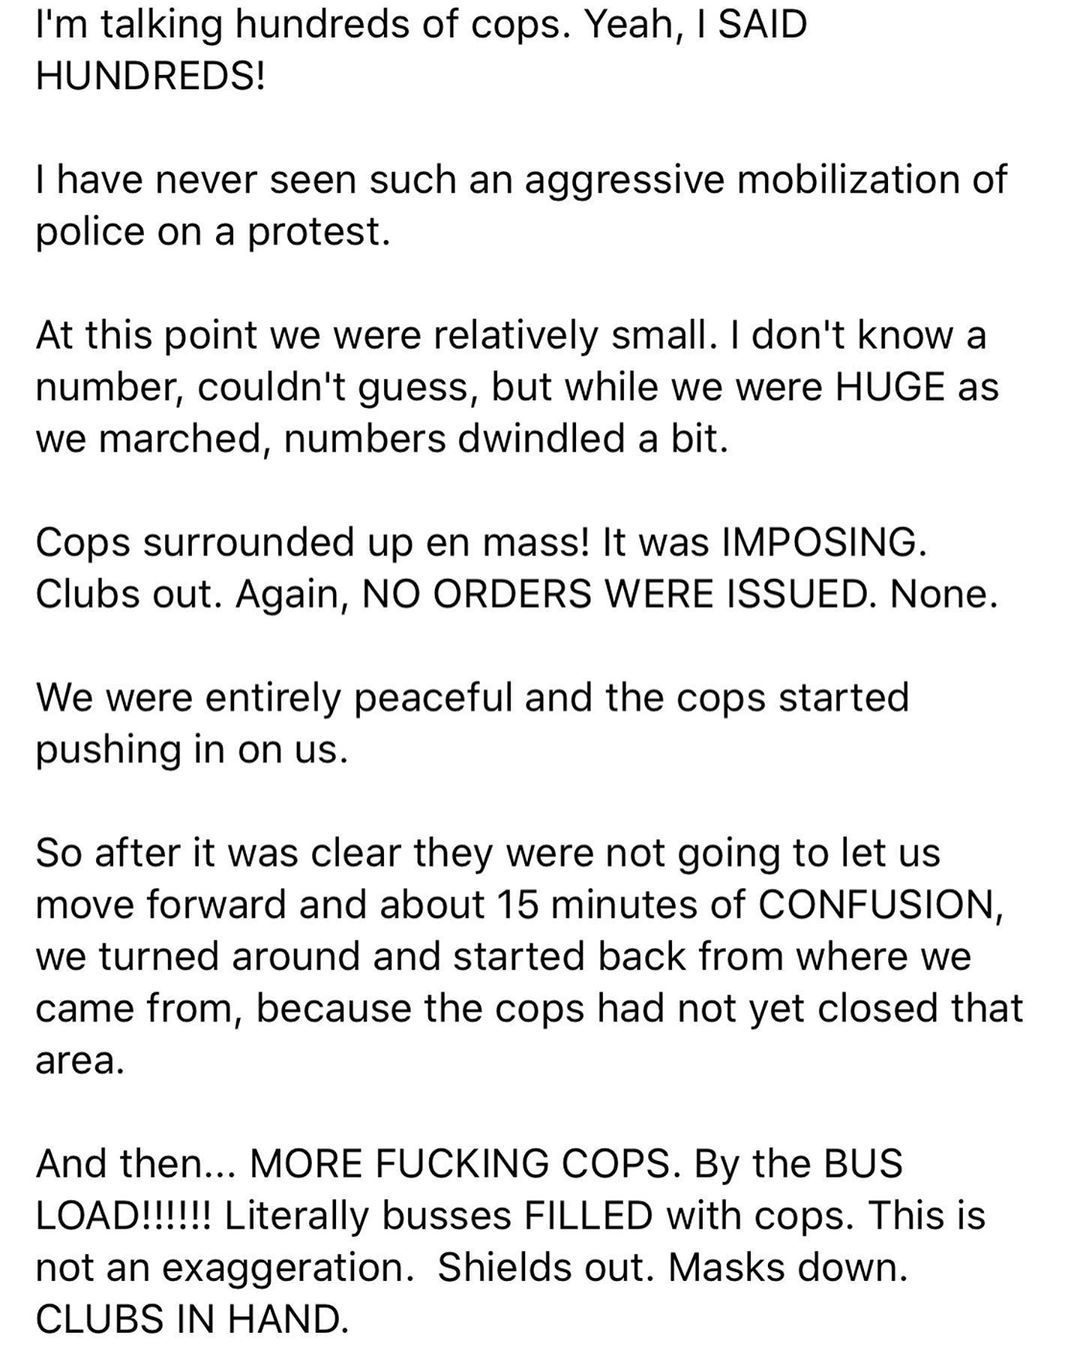 I'm talking hundreds of cops. Yeah, I SAID
HUNDREDS!
I have never seen such an aggressive mobilization of
police on a protest.
At this point we were relatively small. I don't know a
number, couldn't guess, but while we were HUGE as
we marched, numbers dwindled a bit.
Cops surrounded up en mass! It was IMPOSING.
Clubs out. Again, NO ORDERS WERE ISSUED. None.
We were entirely peaceful and the cops started
pushing in on us.
So after it was clear they were not going to let us
move forward and about 15 minutes of CONFUSION,
we turned around and started back from where we
came from, because the cops had not yet closed that
area.
And then... MORE FUCKING COPS. By the BUS
LOAD!!!!!! Literally busses FILLED with cops. This is
not an exaggeration.  Shields out. Masks down.
CLUBS IN HAND.